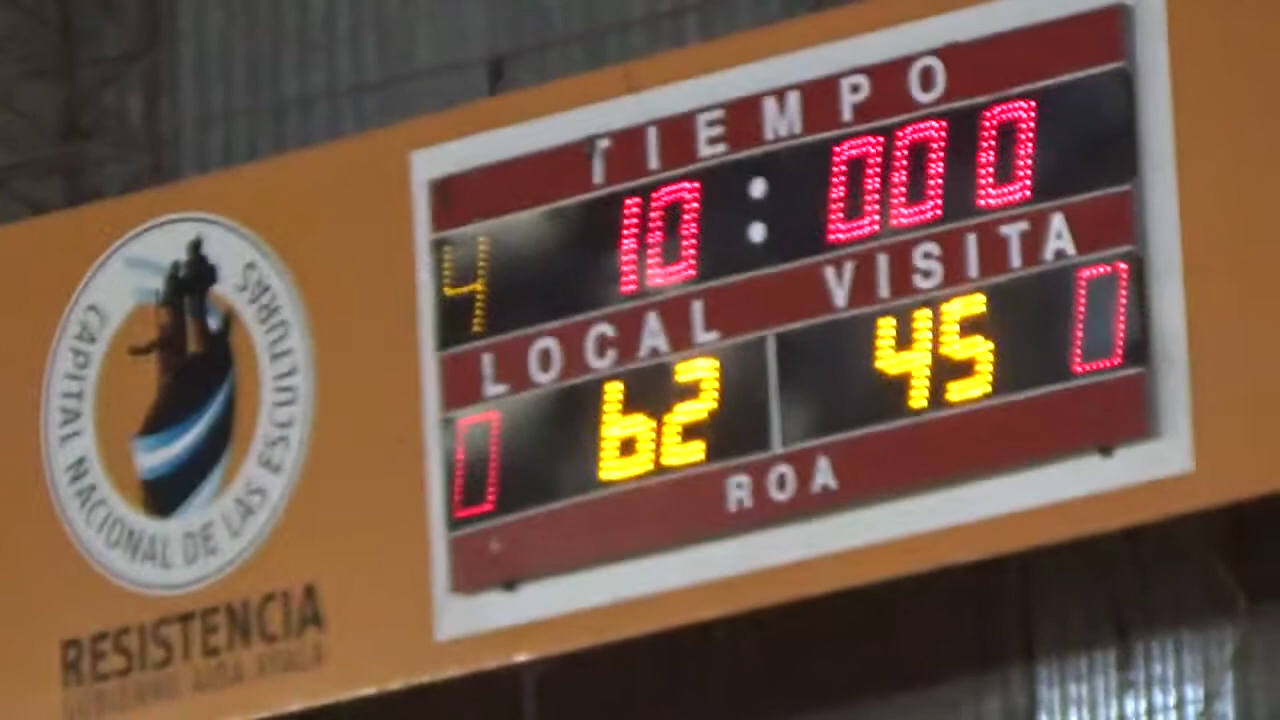 TIEMPO
4 10:00 0
LOCAL VISITA
0 62 45 0
ROA
CAPITAL NACIONAL DE LAS ESCULTURAS
RESISTENCIA